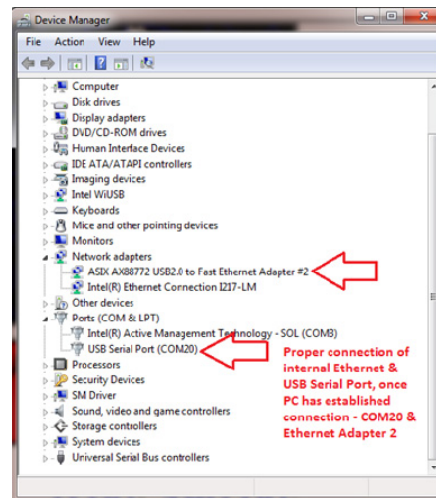 Device Manager
File Action View Help
Computer
Disk drives
Display adapters
DVD/CD-ROM drives
Human Interface Devices
IDE ATA/ATAPI controllers
Imaging devices
Intel WiUSB
Keyboards
Mice and other pointing devices
Monitors
Network adapters
ASIX AX88772 USB2.0 to Fast Ethernet Adapter #2
Intel(R) Ethernet Connection I217-LM
Other devices
Ports (COM & LPT)
Intel(R) Active Management Technology - SOL (COM3)
USB Serial Port (COM20)
Processors
Security Devices
SM Driver
Sound, video and game controllers
Storage controllers
System devices
Universal Serial Bus controllers
Proper connection of
internal Ethernet &
USB Serial Port, once
PC has established
connection - COM20 &
Ethernet Adapter 2